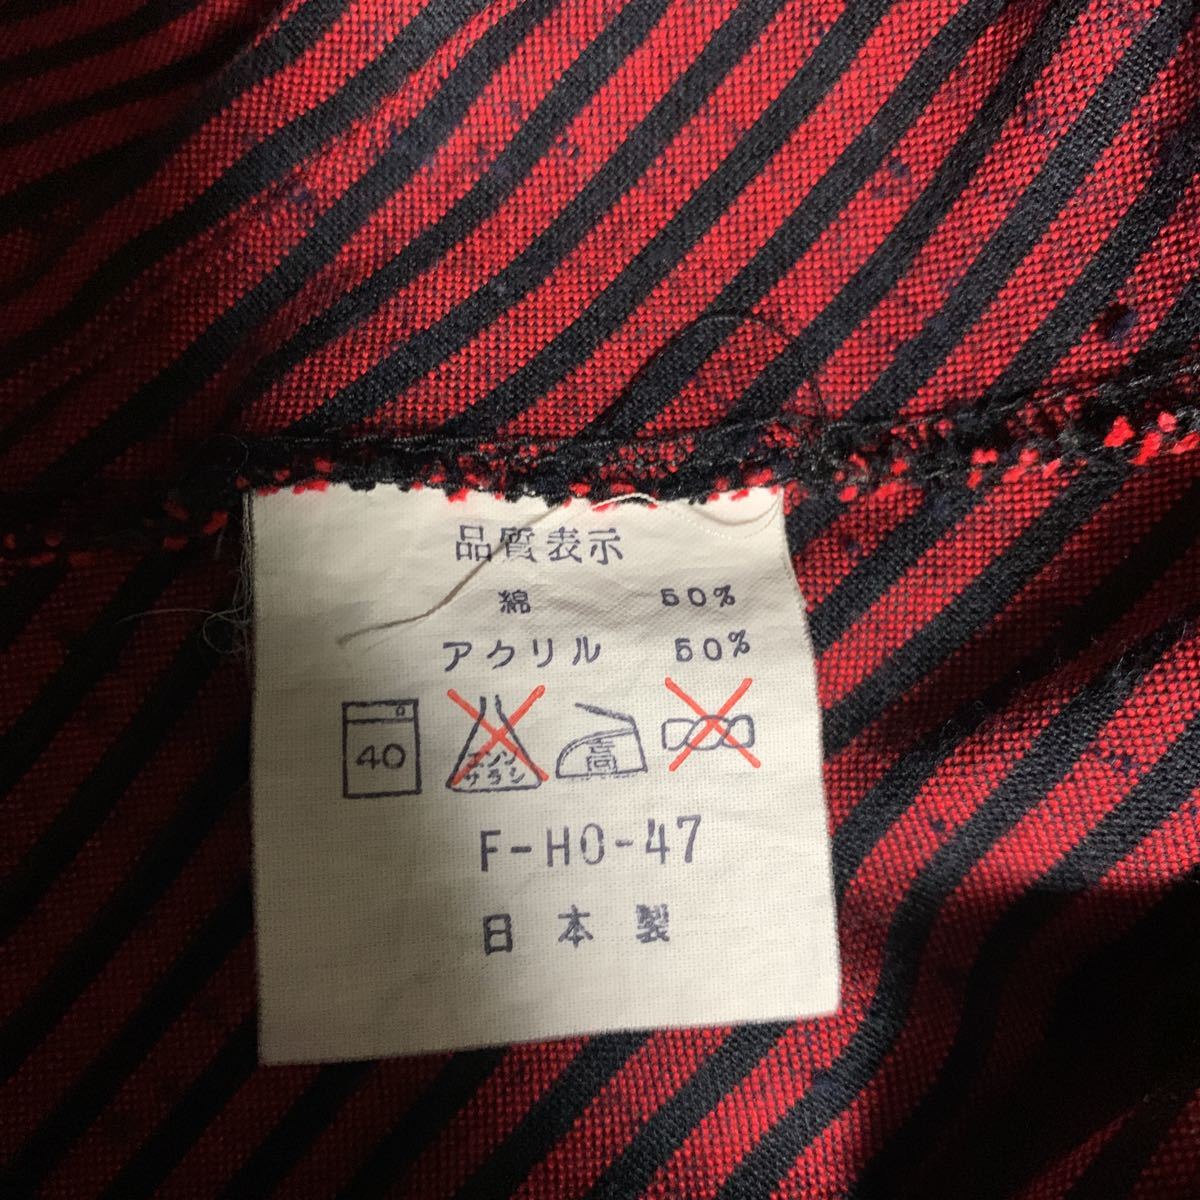 品質表示
綿 50%
アクリル 50%
40 エンソサラシ 高
F-HO-47
日本製